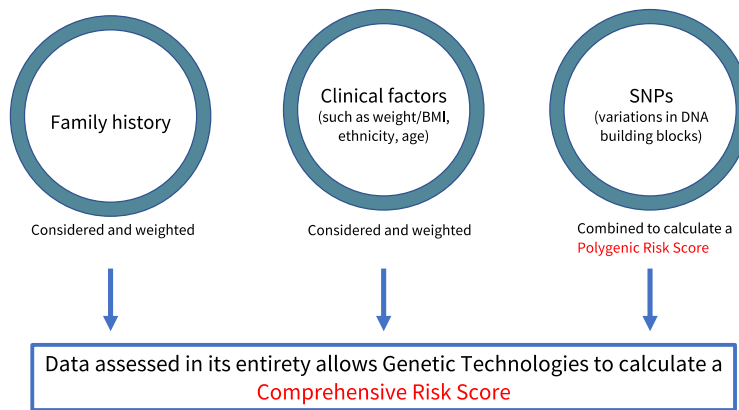 Family history
Clinical factors
(such as weight/BMI,
ethnicity, age)
SNPs
(variations in DNA
building blocks)
Considered and weighted
Considered and weighted
Combined to calculate a
Polygenic Risk Score
Data assessed in its entirety allows Genetic Technologies to calculate a
Comprehensive Risk Score